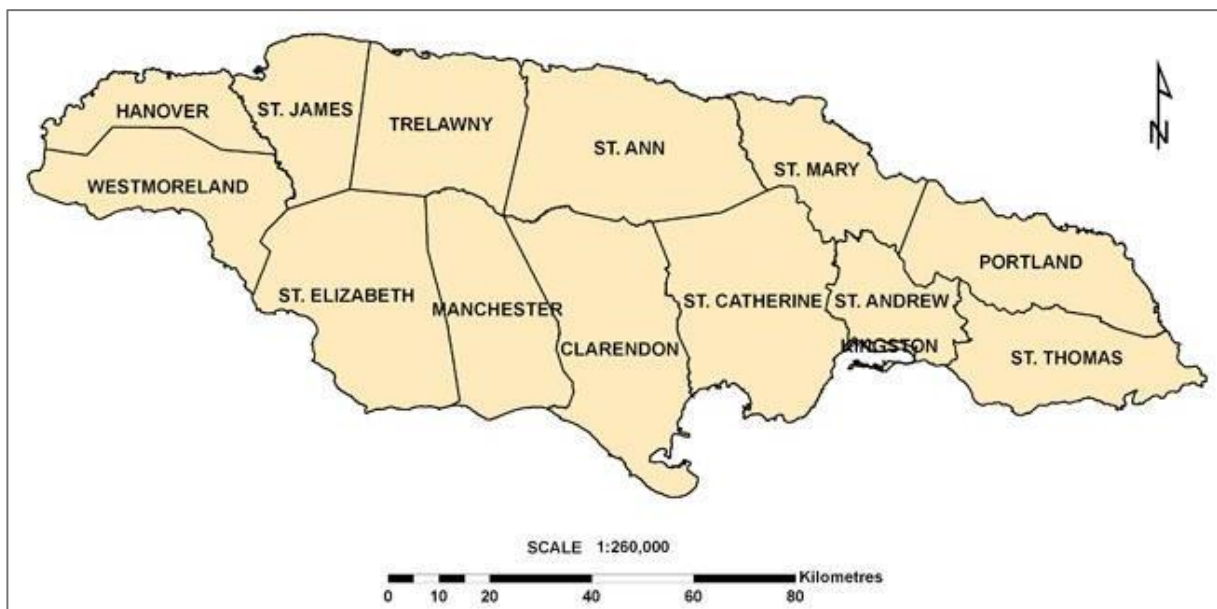 HANOVER
ST. JAMES
TRELAWNY
ST. ANN
ST. MARY
WESTMORELAND
ST. ELIZABETH
MANCHESTER
CLARENDON
ST. CATHERINE
ST. ANDREW
KINGSTON
PORTLAND
ST. THOMAS
N
SCALE 1:260,000
Kilometres
0 10 20 40 60 80